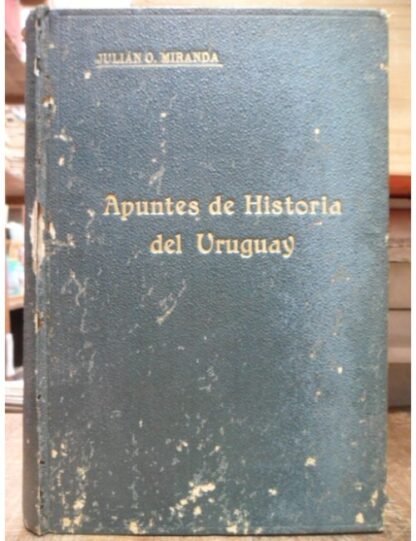 JULIÁN O. MIRANDA
Apuntes de Historia
del Uruguay